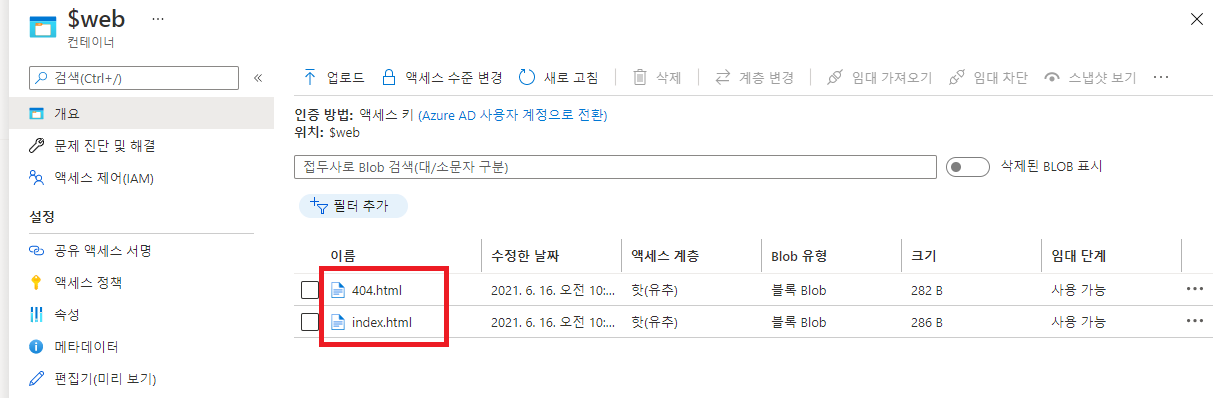 $web ...
컨테이너
검색(Ctrl+/) «
개요
문제 진단 및 해결
액세스 제어(IAM)
설정
공유 액세스 서명
액세스 정책
속성
메타데이터
편집기(미리 보기)
업로드 액세스 수준 변경 새로 고침 삭제 계층 변경 임대 가져오기 임대 차단 스냅샷 보기 ...
인증 방법: 액세스 키 (Azure AD 사용자 계정으로 전환)
위치: $web
접두사로 Blob 검색(대/소문자 구분) 삭제된 BLOB 표시
필터 추가
이름 수정한 날짜 액세스 계층 Blob 유형 크기 임대 단계
404.html 2021. 6. 16. 오전 10:... 핫(유추) 블록 Blob 282 B 사용 가능 ...
index.html 2021. 6. 16. 오전 10:... 핫(유추) 블록 Blob 286 B 사용 가능 ...